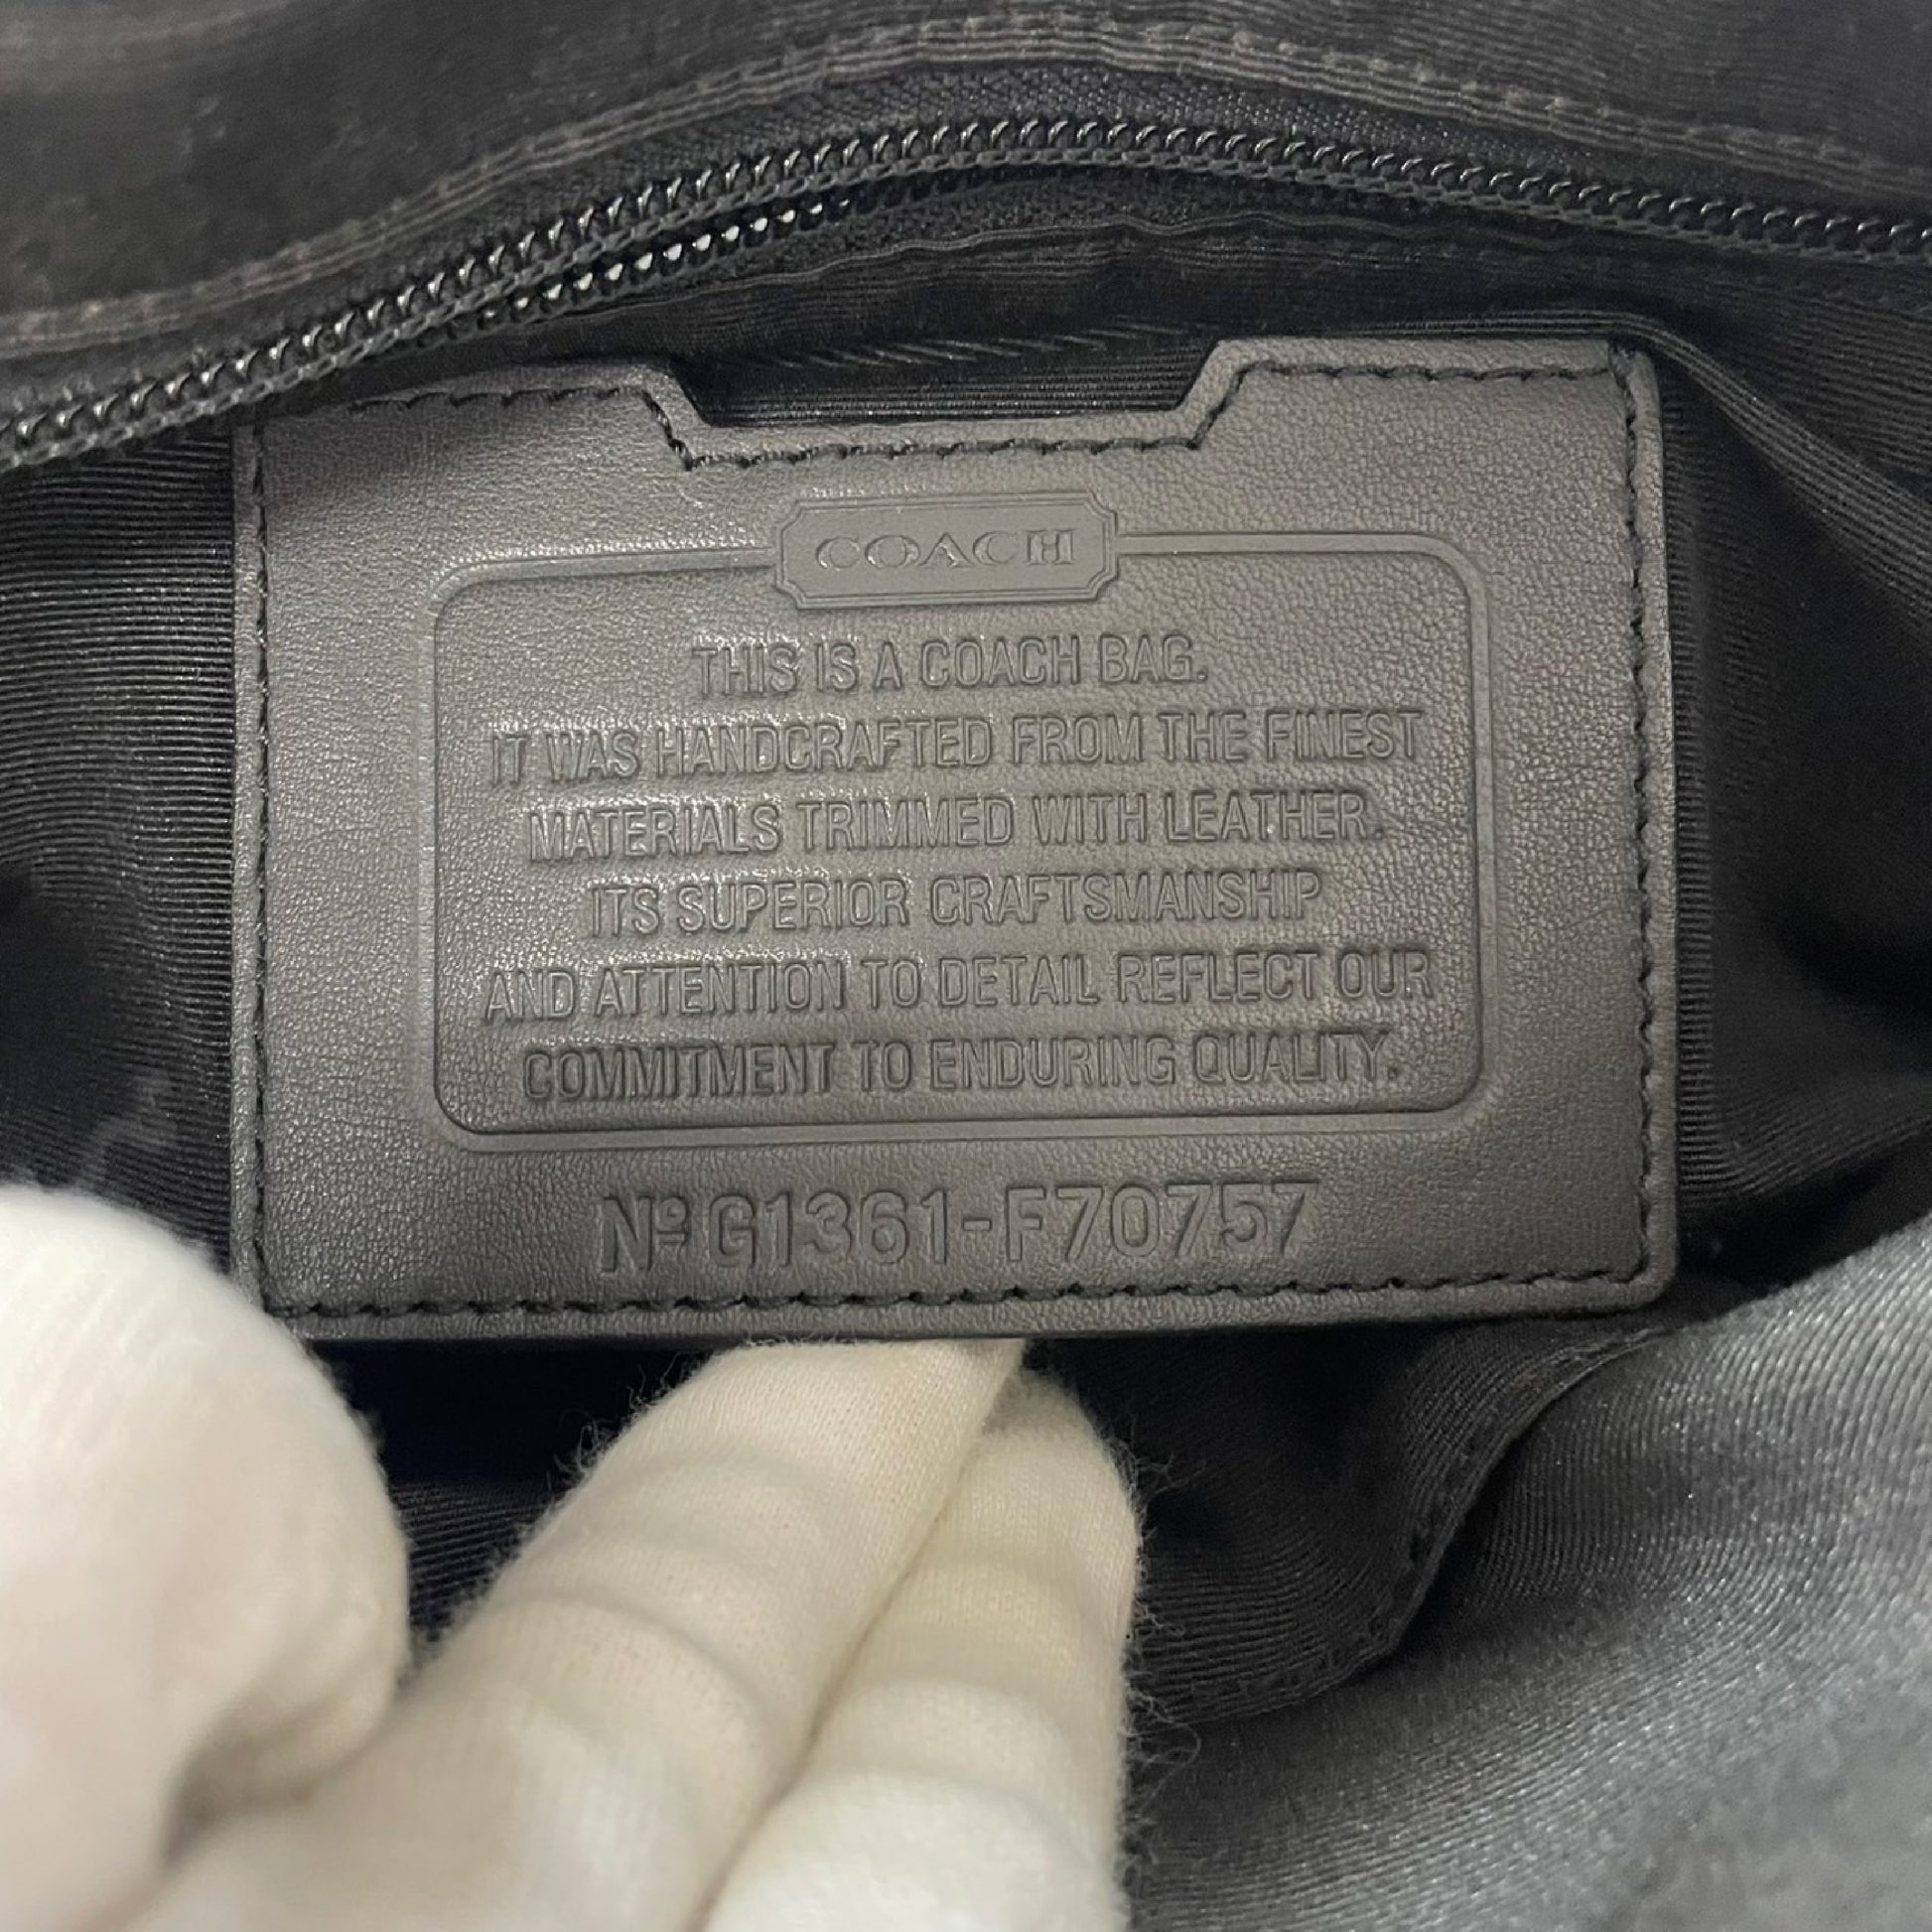 COACH
THIS IS A COACH BAG.
IT WAS HANDCRAFTED FROM THE FINEST
MATERIALS TRIMMED WITH LEATHER.
ITS SUPERIOR CRAFTSMANSHIP
AND ATTENTION TO DETAIL REFLECT OUR
COMMITMENT TO ENDURING QUALITY.
Nº G1361-F70757